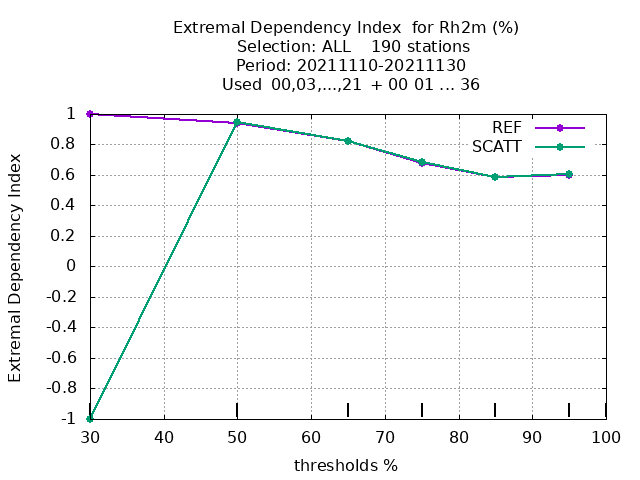 Extremal Dependency Index  for Rh2m (%)
Selection: ALL    190 stations
Period: 20211110-20211130
Used  00,03,...,21  + 00 01 ... 36
REF
SCATT
1
0.8
0.6
0.4
0.2
0
-0.2
-0.4
-0.6
-0.8
-1
Extremal Dependency Index
30 40 50 60 70 80 90 100
thresholds %